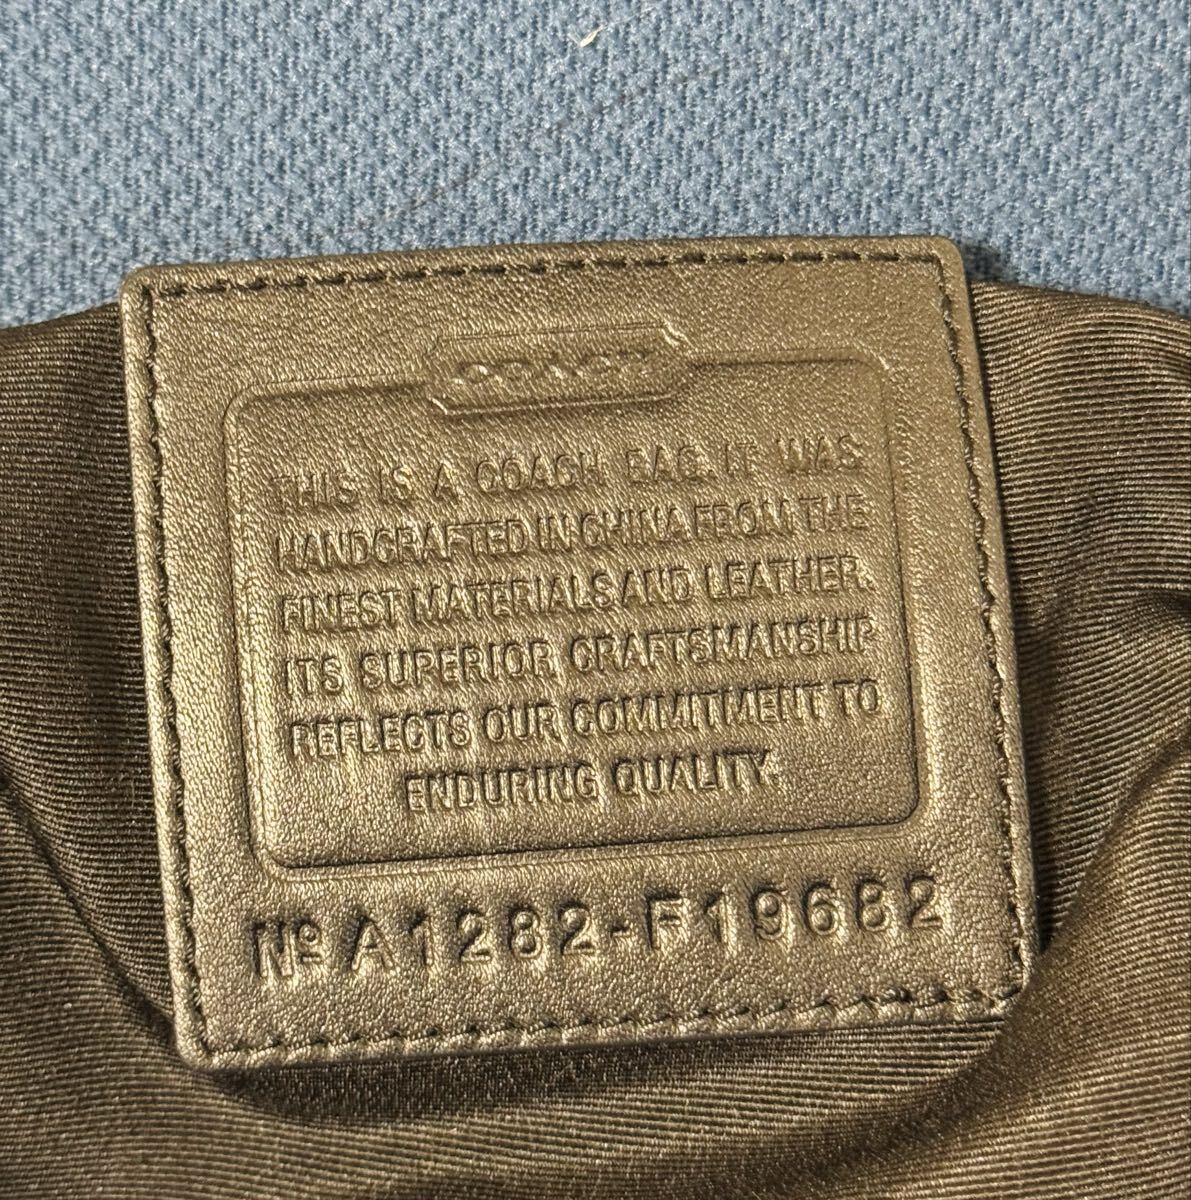 COACH
THIS IS A COACH BAG. IT WAS
HANDCRAFTED IN CHINA FROM THE
FINEST MATERIALS AND LEATHER.
ITS SUPERIOR CRAFTSMANSHIP
REFLECTS OUR COMMITMENT TO
ENDURING QUALITY.
Nº A1282-F19682